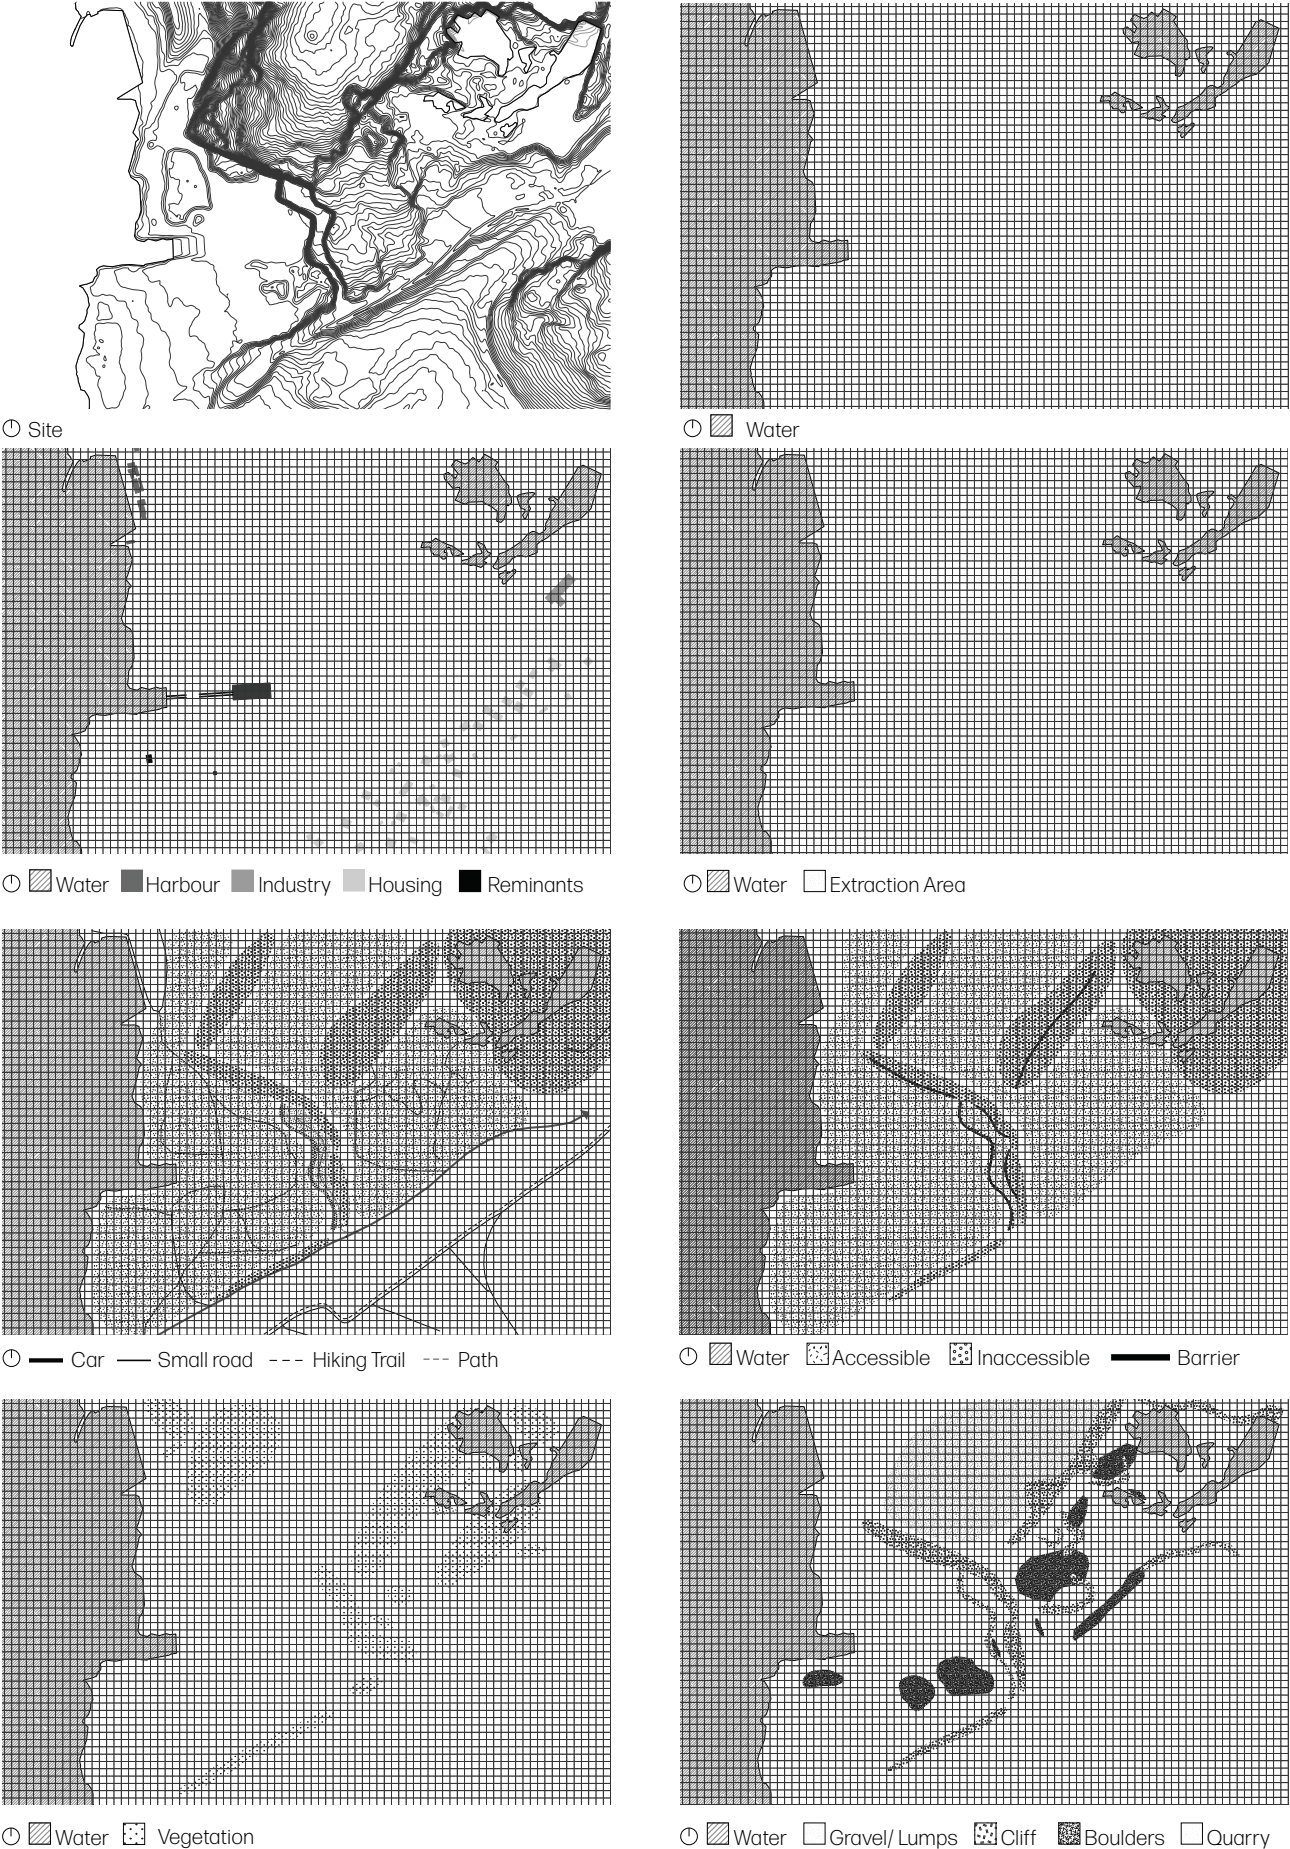 Site
Water
Water Harbour Industry Housing Reminants
Water Extraction Area
Car Small road Hiking Trail Path
Water Accessible Inaccessible Barrier
Water Vegetation
Water Gravel/ Lumps Cliff Boulders Quarry